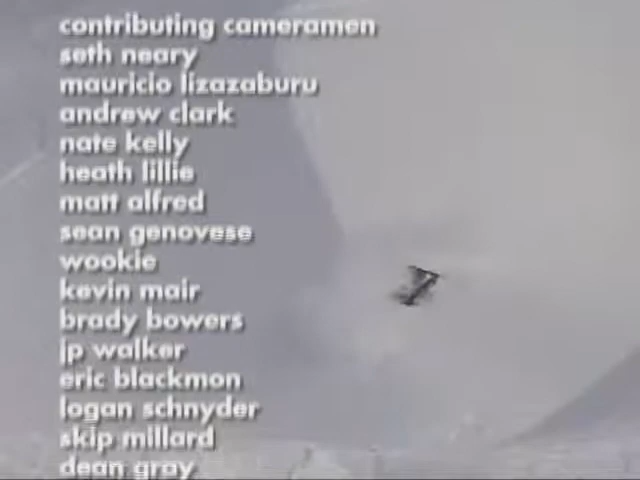 contributing cameramen
seth neary
mauricio lizazaburu
andrew clark
nate kelly
heath lillie
matt alfred
sean genovese
wookie
kevin mair
brady bowers
jp walker
eric blackmon
logan schnyder
skip millard
dean gray